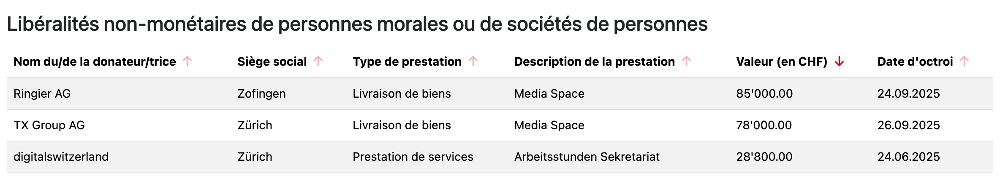 Libéralités non-monétaires de personnes morales ou de sociétés de personnes
Nom du/de la donateur/trice ↑ Siège social ↑ Type de prestation ↑ Description de la prestation ↑ Valeur (en CHF) ↓ Date d'octroi ↑
Ringier AG Zofingen Livraison de biens Media Space 85'000.00 24.09.2025
TX Group AG Zürich Livraison de biens Media Space 78'000.00 26.09.2025
digitalswitzerland Zürich Prestation de services Arbeitsstunden Sekretariat 28'800.00 24.06.2025